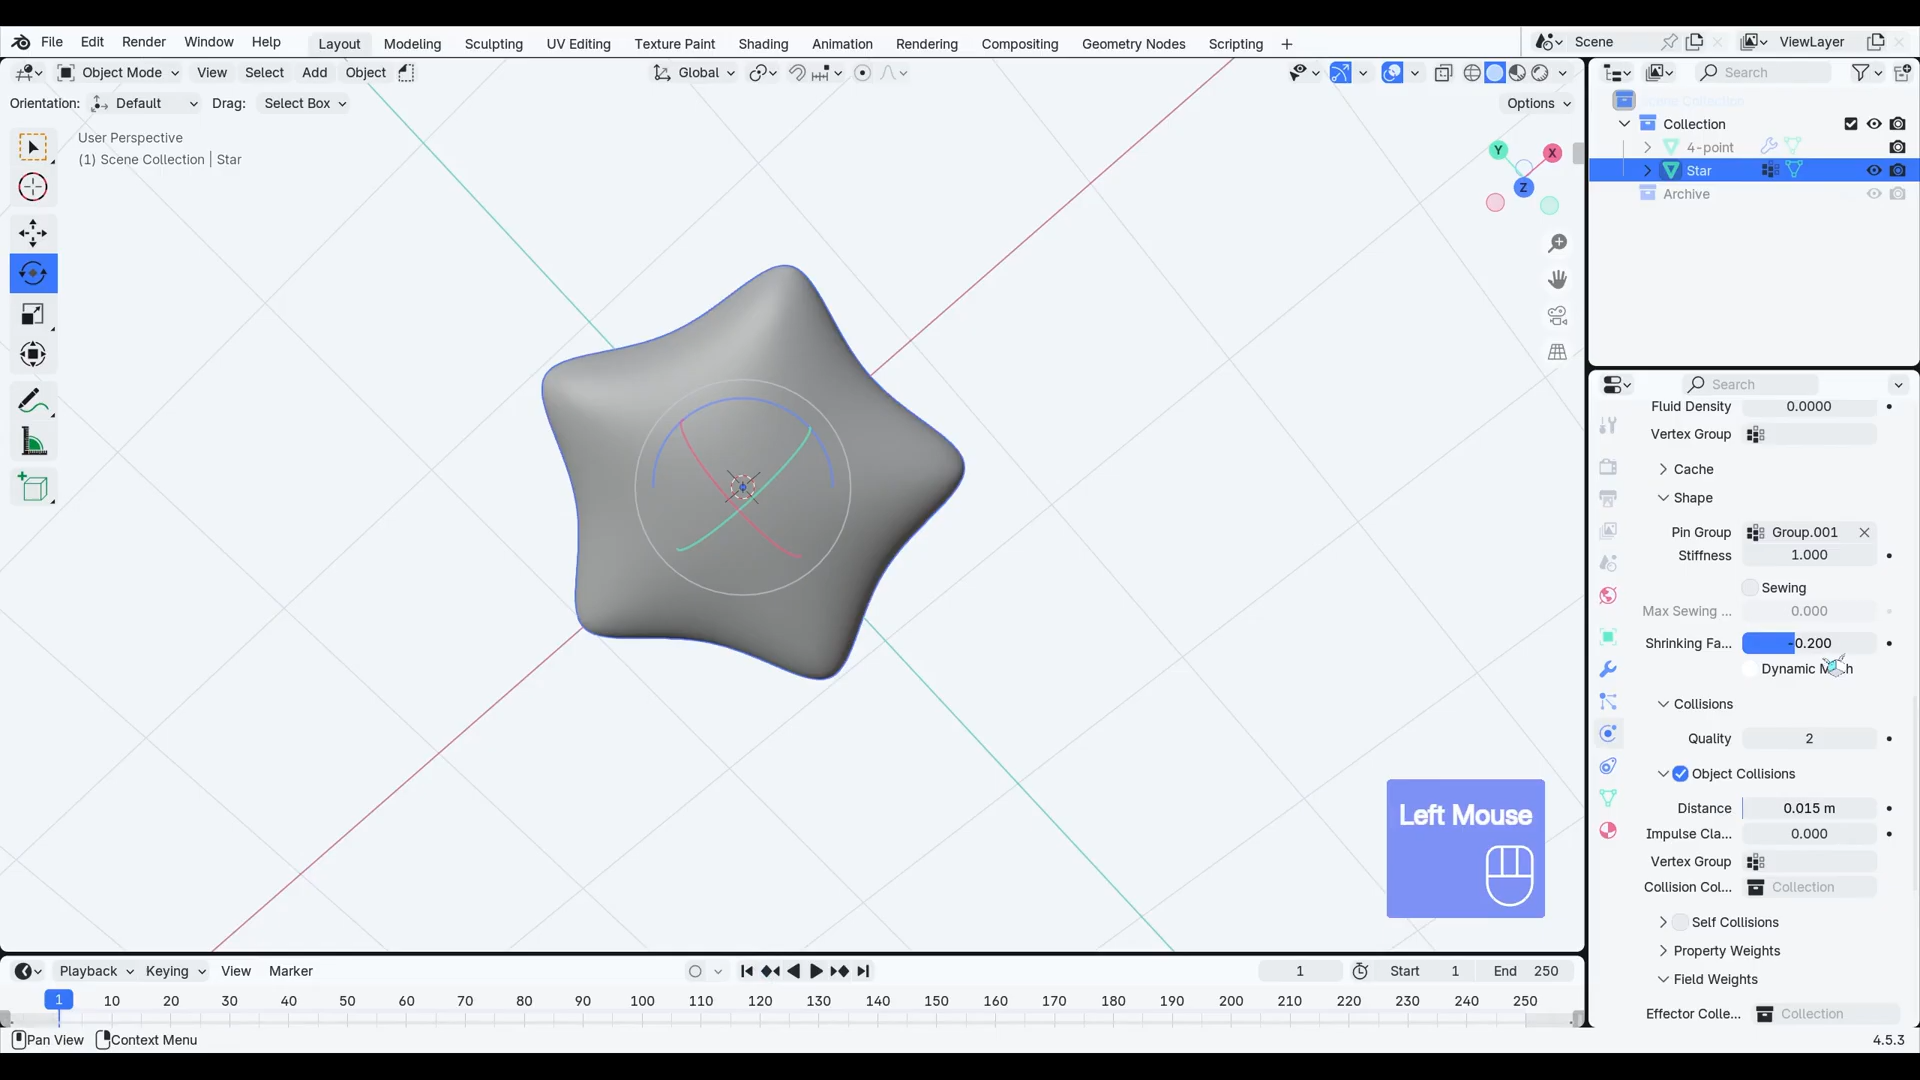 File Edit Render Window Help Layout Modeling Sculpting UV Editing Texture Paint Shading Animation Rendering Compositing Geometry Nodes Scripting + Scene ViewLayer
Object Mode View Select Add Object Global Search
Orientation: Default Drag: Select Box Options
User Perspective
(1) Scene Collection | Star
Y X
Z
Collection
4-point
Star
Archive
Search
Fluid Density 0.0000
Vertex Group
Cache
Shape
Pin Group Group.001
Stiffness 1.000
Sewing
Max Sewing ... 0.000
Shrinking Fa... -0.200
Dynamic
Collisions
Quality 2
Object Collisions
Distance 0.015 m
Impulse Cla... 0.000
Vertex Group
Collision Col... Collection
Self Collisions
Property Weights
Field Weights
Effector Colle... Collection
Left Mouse
Playback Keying View Marker 1 Start 1 End 250
1 10 20 30 40 50 60 70 80 90 100 110 120 130 140 150 160 170 180 190 200 210 220 230 240 250
Pan View Context Menu 4.5.3